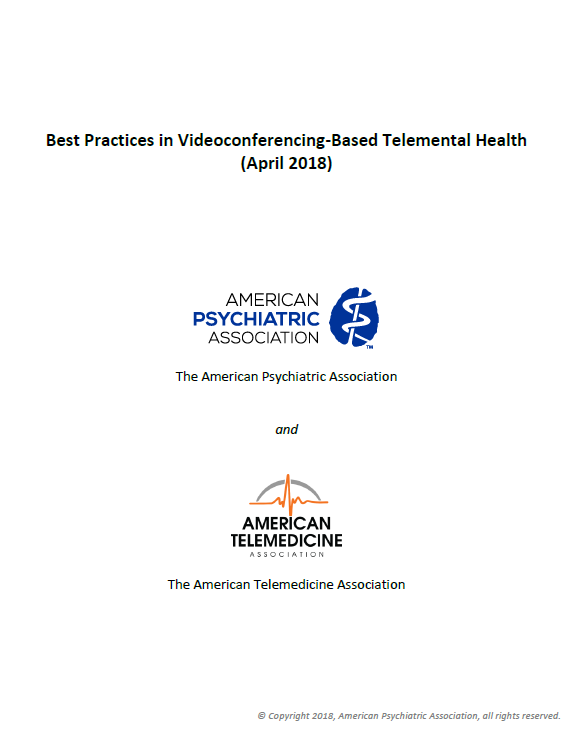 Best Practices in Videoconferencing-Based Telemental Health
(April 2018)
AMERICAN
PSYCHIATRIC
ASSOCIATION
TM
The American Psychiatric Association
and
AMERICAN
TELEMEDICINE
ASSOCIATION
The American Telemedicine Association
© Copyright 2018, American Psychiatric Association, all rights reserved.